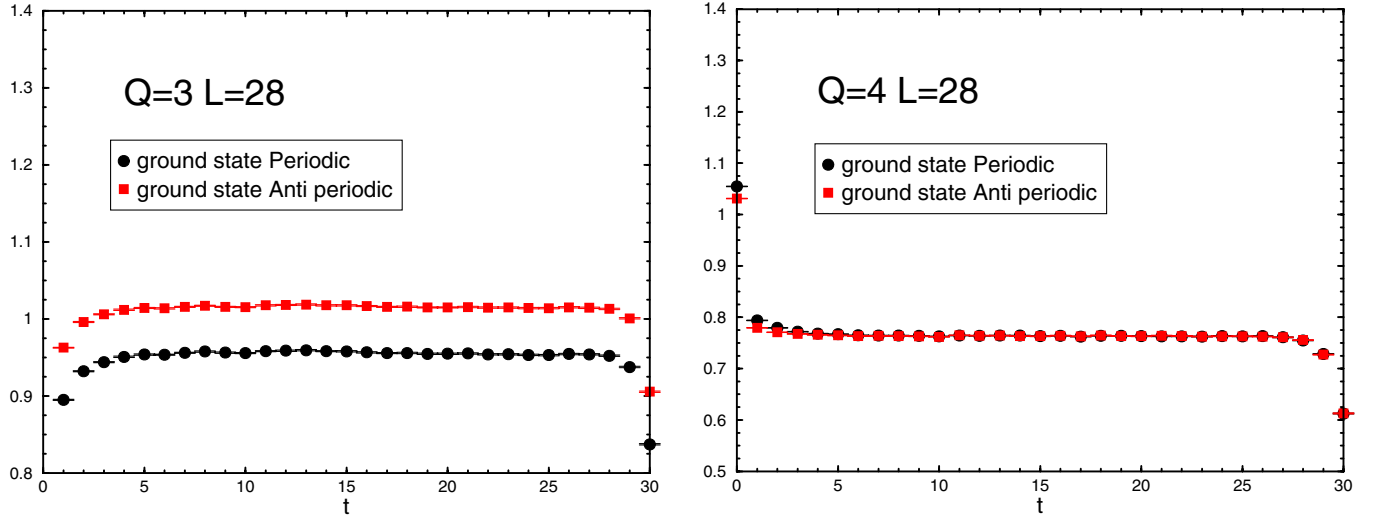 1.4
1.3
1.2
1.1
1
0.9
0.8
Q=3 L=28
ground state Periodic
ground state Anti periodic
0 5 10 15 20 25 30
t
1.4
1.3
1.2
1.1
1
0.9
0.8
0.7
0.6
0.5
Q=4 L=28
ground state Periodic
ground state Anti periodic
0 5 10 15 20 25 30
t